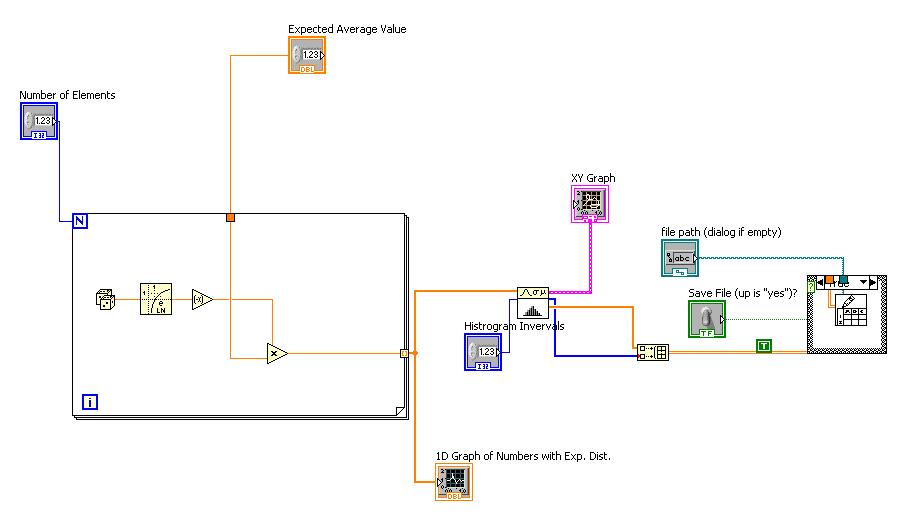 Expected Average Value
1.23
DBL
Number of Elements
1.23
I32
XY Graph
N
file path (dialog if empty)
abc
True
Save File (up is "yes")?
LN
Histrogram Invervals
TF
1.23
I32
T
i
1D Graph of Numbers with Exp. Dist.
DBL